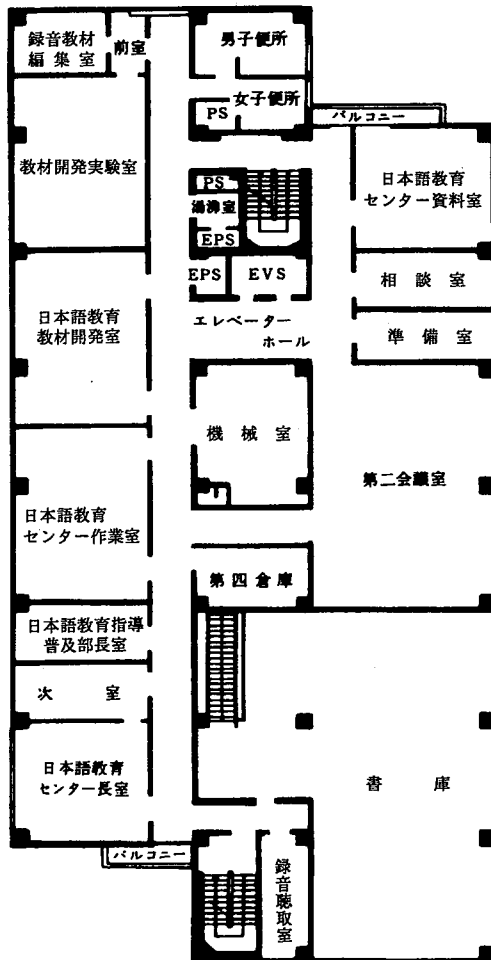 録音教材
編集室
前室
男子便所
女子便所
PS
バルコニー
教材開発実験室
PS
湯沸室
EPS
日本語教育
センター資料室
相談室
EPS
EVS
エレベーター
ホール
準備室
日本語教育
教材開発室
機械室
第二会議室
日本語教育
センター作業室
第四倉庫
日本語教育指導
普及部長室
次室
日本語教育
センター長室
書庫
バルコニー
録音聴取室